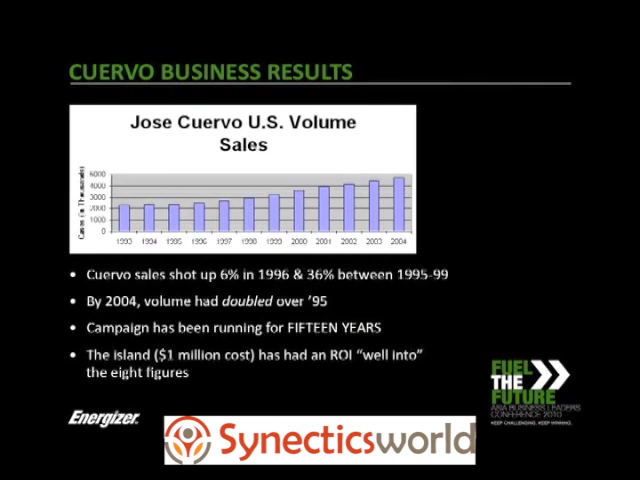 CUERVO BUSINESS RESULTS
Jose Cuervo U.S. Volume
Sales
Cases (in Thousands)
6000
4000
3000
2000
1000
0
1993 1994 1995 1996 1997 1998 1999 2000 2001 2002 2003 2004
• Cuervo sales shot up 6% in 1996 & 36% between 1995-99
• By 2004, volume had doubled over '95
• Campaign has been running for FIFTEEN YEARS
• The island ($1 million cost) has had an ROI "well into"
the eight figures
FUEL
THE
FUTURE
ASIA BUSINESS LEADERS
CONFERENCE 2010
KEEP CHALLENGING. KEEP WINNING.
Energizer.
Synecticsworld